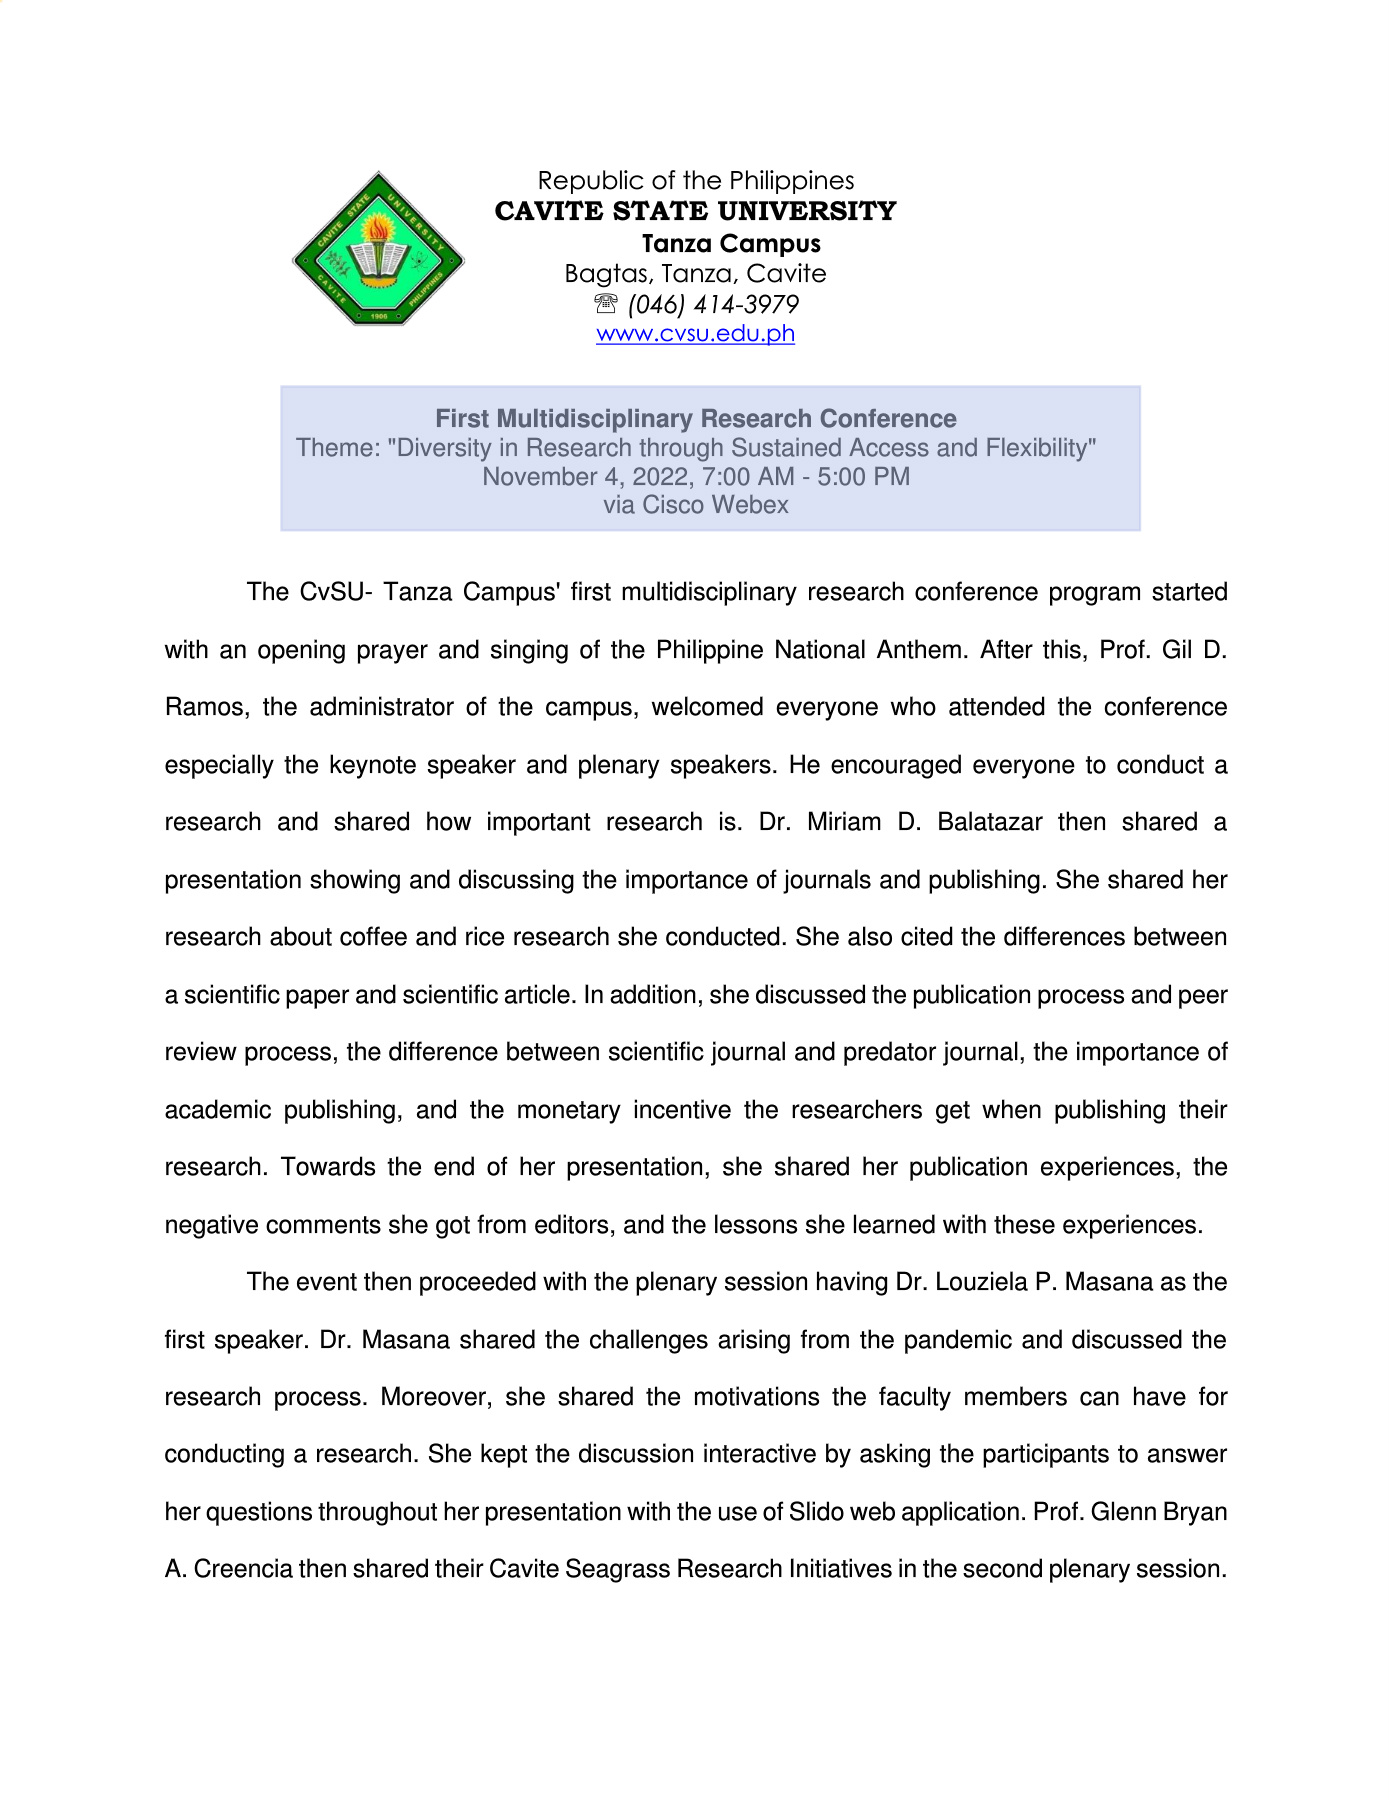 Republic of the Philippines
CAVITE STATE UNIVERSITY
Tanza Campus
Bagtas, Tanza, Cavite
☏ (046) 414-3979
www.cvsu.edu.ph
CAVITE STATE UNIVERSITY
CAVITE PHILIPPINES
1906
First Multidisciplinary Research Conference
Theme: "Diversity in Research through Sustained Access and Flexibility"
November 4, 2022, 7:00 AM - 5:00 PM
via Cisco Webex
The CvSU- Tanza Campus' first multidisciplinary research conference program started
with an opening prayer and singing of the Philippine National Anthem. After this, Prof. Gil D.
Ramos, the administrator of the campus, welcomed everyone who attended the conference
especially the keynote speaker and plenary speakers. He encouraged everyone to conduct a
research and shared how important research is. Dr. Miriam D. Balatazar then shared a
presentation showing and discussing the importance of journals and publishing. She shared her
research about coffee and rice research she conducted. She also cited the differences between
a scientific paper and scientific article. In addition, she discussed the publication process and peer
review process, the difference between scientific journal and predator journal, the importance of
academic publishing, and the monetary incentive the researchers get when publishing their
research. Towards the end of her presentation, she shared her publication experiences, the
negative comments she got from editors, and the lessons she learned with these experiences.
The event then proceeded with the plenary session having Dr. Louziela P. Masana as the
first speaker. Dr. Masana shared the challenges arising from the pandemic and discussed the
research process. Moreover, she shared the motivations the faculty members can have for
conducting a research. She kept the discussion interactive by asking the participants to answer
her questions throughout her presentation with the use of Slido web application. Prof. Glenn Bryan
A. Creencia then shared their Cavite Seagrass Research Initiatives in the second plenary session.